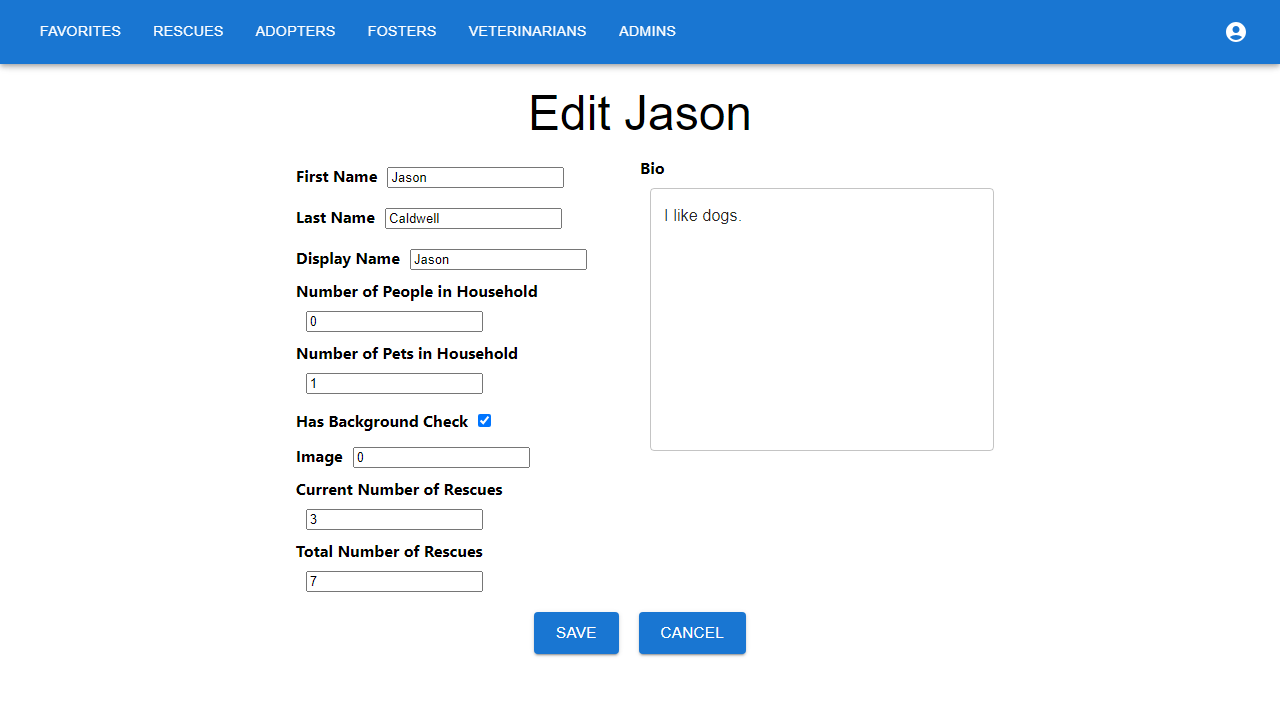 FAVORITES RESCUES ADOPTERS FOSTERS VETERINARIANS ADMINS
Edit Jason
First Name Jason
Last Name Caldwell
Display Name Jason
Number of People in Household
0
Number of Pets in Household
1
Has Background Check
Image 0
Current Number of Rescues
3
Total Number of Rescues
7
Bio
I like dogs.
SAVE CANCEL